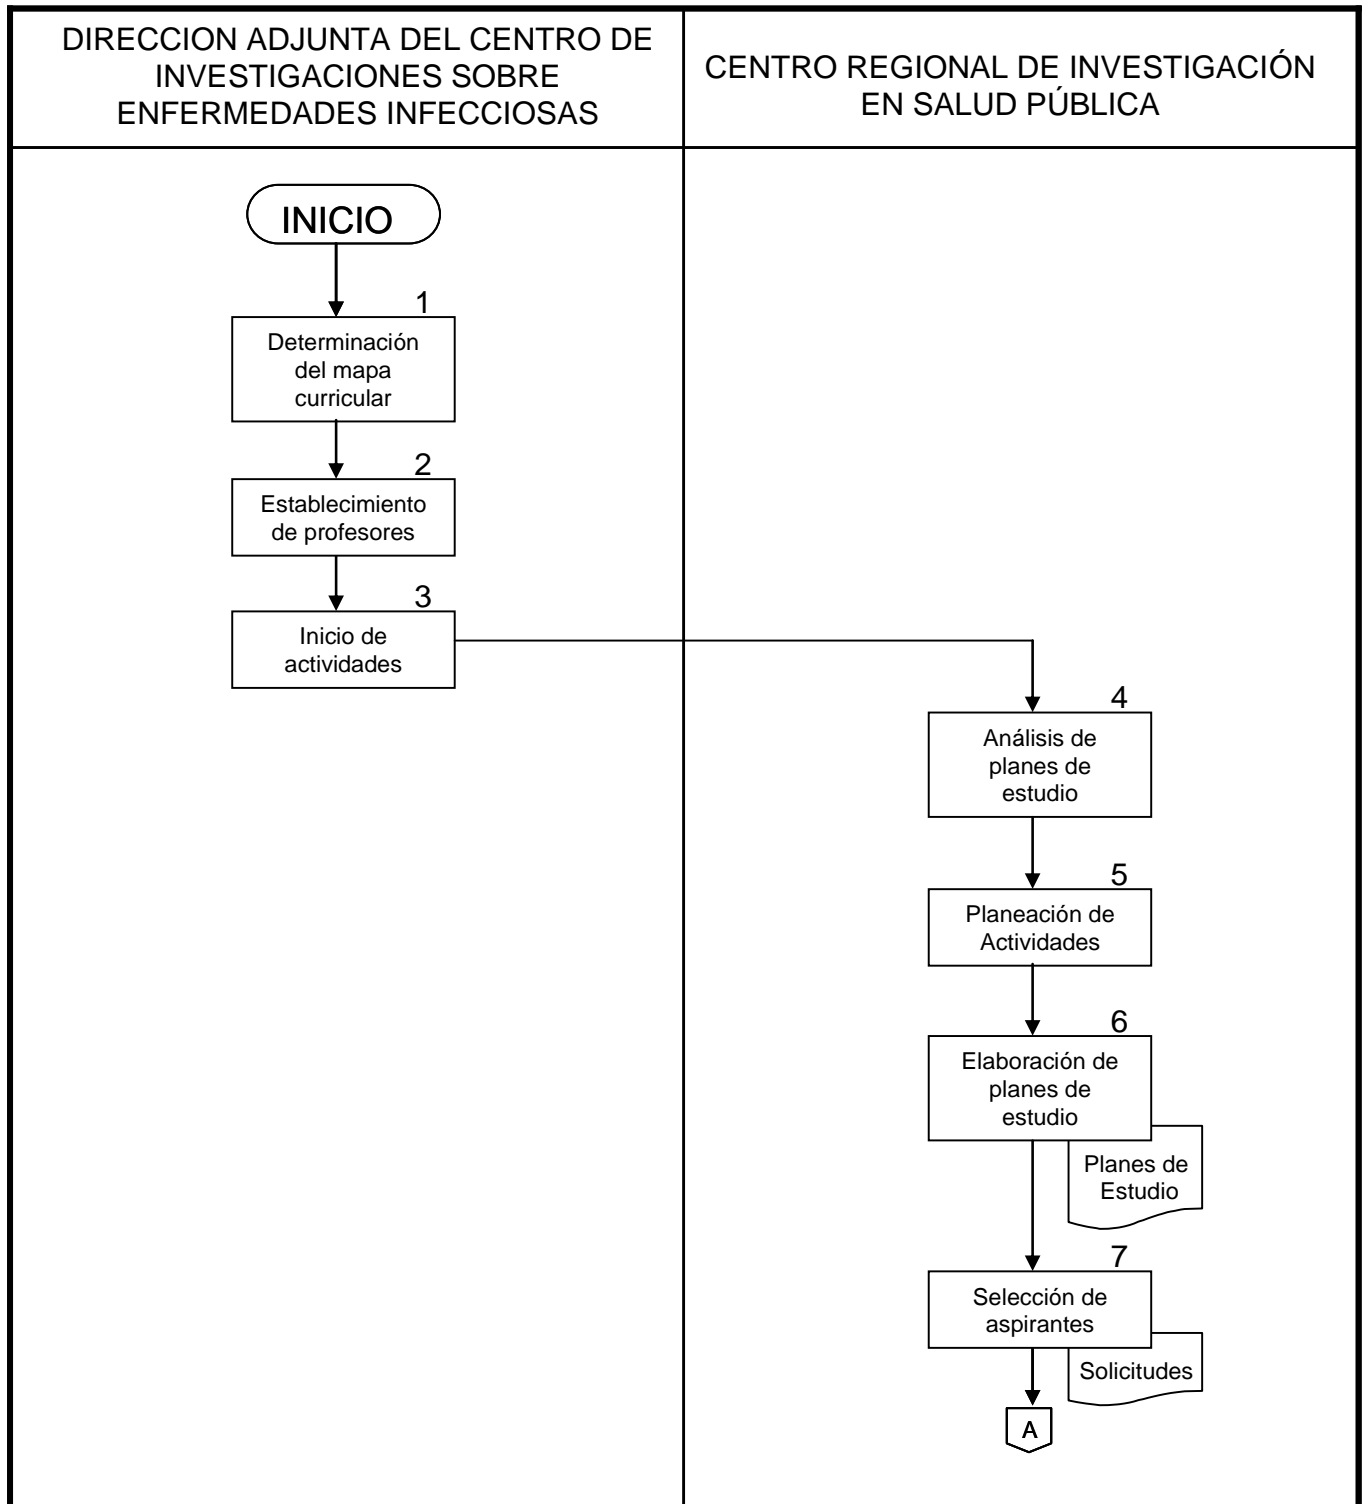 DIRECCION ADJUNTA DEL CENTRO DE
INVESTIGACIONES SOBRE
ENFERMEDADES INFECCIOSAS
CENTRO REGIONAL DE INVESTIGACIÓN
EN SALUD PÚBLICA
INICIO
1
Determinación
del mapa
curricular
2
Establecimiento
de profesores
3
Inicio de
actividades
4
Análisis de
planes de
estudio
5
Planeación de
Actividades
6
Elaboración de
planes de
estudio
Planes de
Estudio
7
Selección de
aspirantes
Solicitudes
A